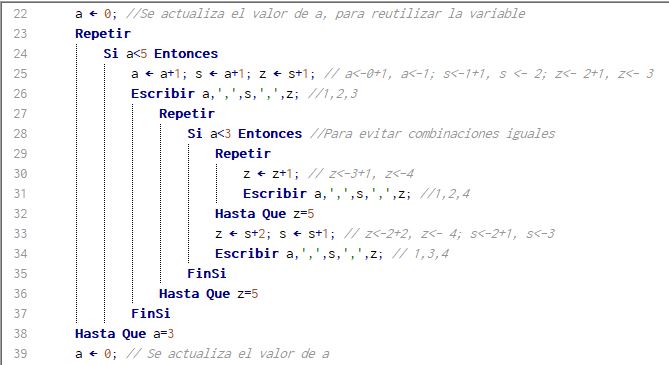 22 a ← 0; //Se actualiza el valor de a, para reutilizar la variable
23 Repetir
24 Si a<5 Entonces
25 a ← a+1; s ← a+1; z ← s+1; // a<-0+1, a<-1; s<-1+1, s <- 2; z<- 2+1, z<- 3
26 Escribir a,',',s,',',z; //1,2,3
27 Repetir
28 Si a<3 Entonces //Para evitar combinaciones iguales
29 Repetir
30 z ← z+1; // z<-3+1, z<-4
31 Escribir a,',',s,',',z; //1,2,4
32 Hasta Que z=5
33 z ← s+2; s ← s+1; // z<-2+2, z<- 4; s<-2+1, s<-3
34 Escribir a,',',s,',',z; // 1,3,4
35 FinSi
36 Hasta Que z=5
37 FinSi
38 Hasta Que a=3
39 a ← 0; // Se actualiza el valor de a